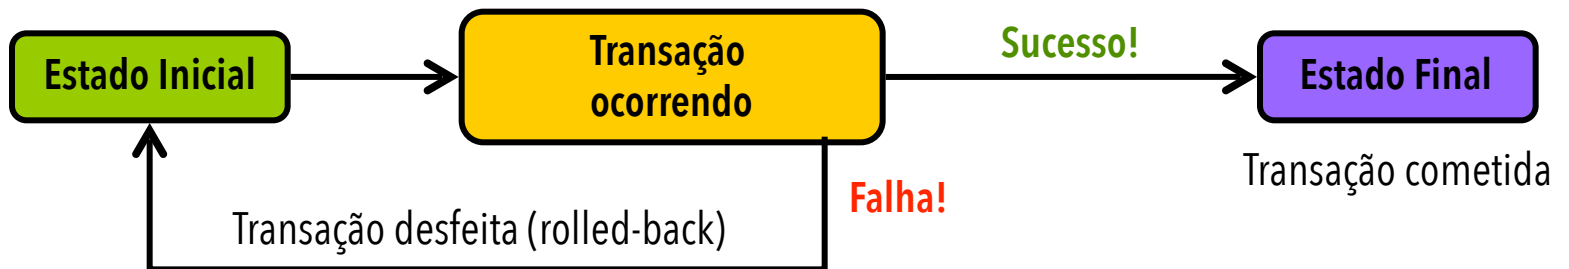 Estado Inicial
Transação
ocorrendo
Sucesso!
Estado Final
Transação cometida
Falha!
Transação desfeita (rolled-back)